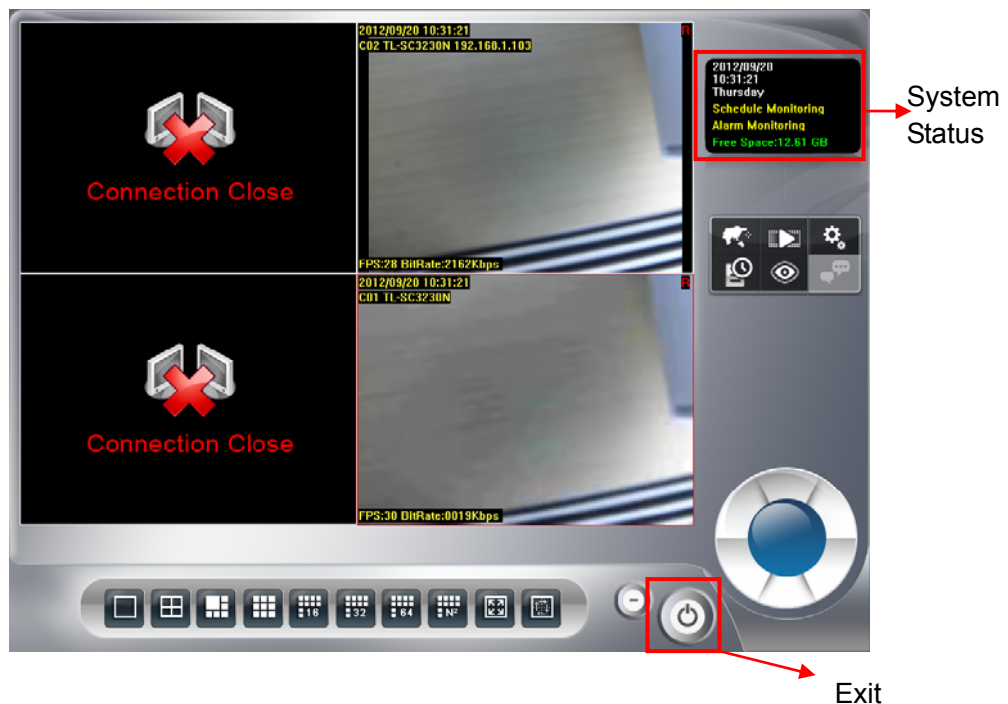 Connection Close
2012/09/20 10:31:21
R
C02 TL-SC3230N 192.168.1.103
FPS:28 BitRate:2162Kbps
2012/09/20
10:31:21
Thursday
Schedule Monitoring
Alarm Monitoring
Free Space:12.61 GB
System
Status
Connection Close
2012/09/20 10:31:21
R
C01 TL-SC3230N
FPS:30 BitRate:0019Kbps
16
32
64
N²
Exit